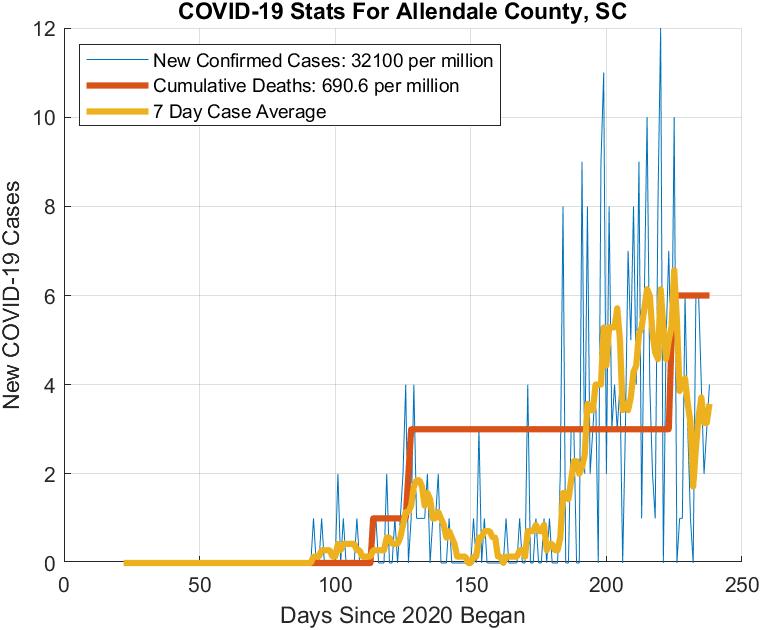 COVID-19 Stats For Allendale County, SC
New Confirmed Cases: 32100 per million
Cumulative Deaths: 690.6 per million
7 Day Case Average
New COVID-19 Cases
12
10
8
6
4
2
0
0 50 100 150 200 250
Days Since 2020 Began